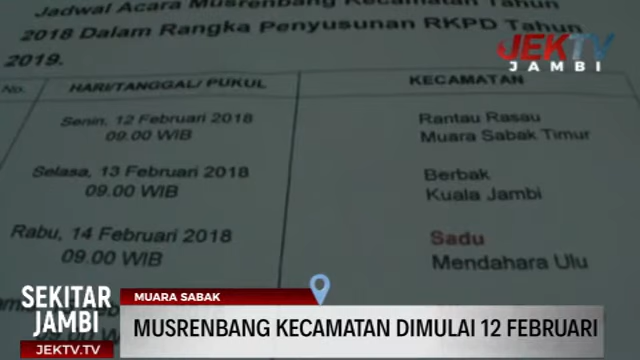 Jadwal Acara Musrenbang Kecamatan Tahun
2018 Dalam Rangka Penyusunan RKPD Tahun
2019.
JEKTV
JAMBI
No. HARI/TANGGAL/ PUKUL KECAMATAN
Senin, 12 Februari 2018
09.00 WIB
Rantau Rasau
Muara Sabak Timur
Selasa, 13 Februari 2018
09.00 WIB
Berbak
Kuala Jambi
Rabu, 14 Februari 2018
09.00 WIB
Sadu
Mendahara Ulu
SEKITAR
JAMBI
JEKTV.TV
MUARA SABAK
MUSRENBANG KECAMATAN DIMULAI 12 FEBRUARI